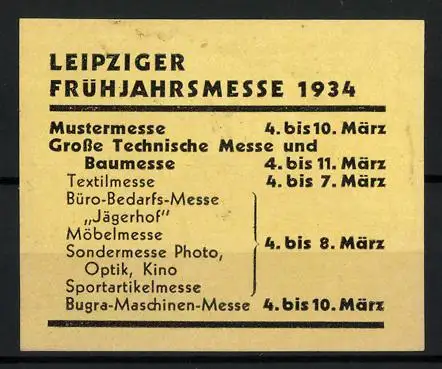 LEIPZIGER
FRÜHJAHRSMESSE 1934
Mustermesse 4. bis 10. März
Große Technische Messe und
Baumesse 4. bis 11. März
Textilmesse 4. bis 7. März
Büro-Bedarfs-Messe
„Jägerhof"
Möbelmesse
4. bis 8. März
Sondermesse Photo,
Optik, Kino
Sportartikelmesse
Bugra-Maschinen-Messe 4. bis 10. März